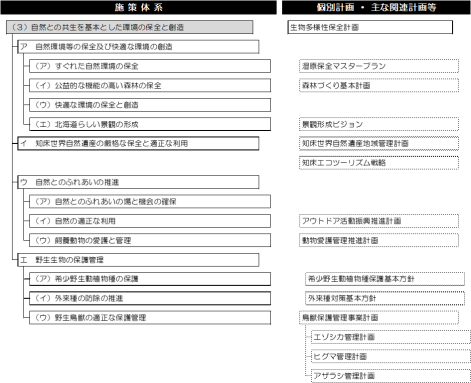 施策体系
個別計画・主な関連計画等
（３）自然との共生を基本とした環境の保全と創造
生物多様性保全計画
ア　自然環境等の保全及び快適な環境の創造
（ア）すぐれた自然環境の保全
湿原保全マスタープラン
（イ）公益的な機能の高い森林の保全
森林づくり基本計画
（ウ）快適な環境の保全と創造
（エ）北海道らしい景観の形成
景観形成ビジョン
イ　知床世界自然遺産の厳格な保全と適正な利用
知床世界自然遺産地域管理計画
知床エコツーリズム戦略
ウ　自然とのふれあいの推進
（ア）自然とのふれあいの場と機会の確保
（イ）自然の適正な利用
アウトドア活動振興推進計画
（ウ）飼養動物の愛護と管理
動物愛護管理推進計画
エ　野生生物の保護管理
（ア）希少野生動植物種の保護
希少野生動植物種保護基本方針
（イ）外来種の防除の推進
外来種対策基本方針
（ウ）野生鳥獣の適正な保護管理
鳥獣保護管理事業計画
エゾシカ管理計画
ヒグマ管理計画
アザラシ管理計画